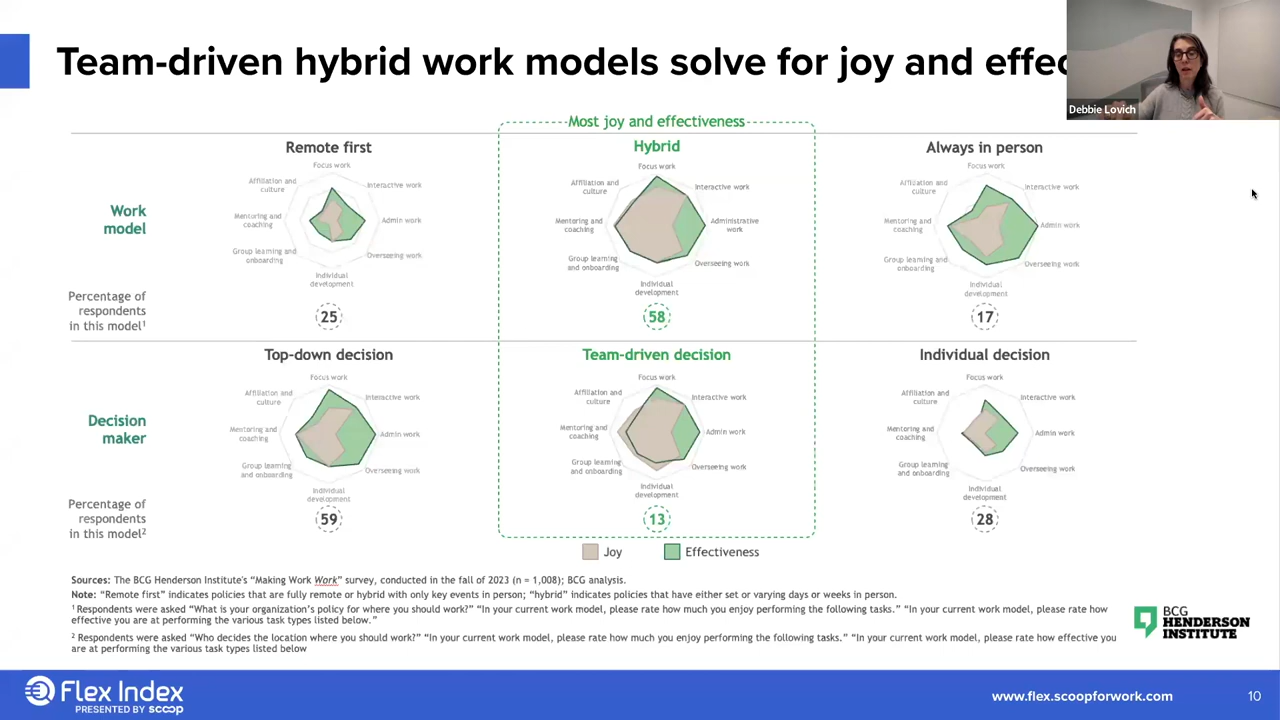 Team-driven hybrid work models solve for joy and effec
Debbie Lovich
Most joy and effectiveness
Work
model
Remote first
Focus work
Interactive work
Admin work
Overseeing work
Individual
development
Group learning and
onboarding
Mentoring and
coaching
Affiliation and
culture
Hybrid
Focus work
Interactive work
Administrative
work
Overseeing work
Individual
development
Group learning
and onboarding
Mentoring and
coaching
Affiliation and
culture
Always in person
Focus work
Interactive work
Admin work
Overseeing work
Individual
development
Group learning and
onboarding
Mentoring and
coaching
Affiliation and
culture
Percentage of
respondents
in this model¹
25
58
17
Decision
maker
Top-down decision
Focus work
Interactive work
Admin work
Overseeing work
Individual
development
Group learning
and onboarding
Mentoring and
coaching
Affiliation and
culture
Team-driven decision
Focus work
Interactive work
Admin work
Overseeing work
Individual
development
Group learning
and onboarding
Mentoring and
coaching
Affiliation and
culture
Individual decision
Focus work
Interactive work
Admin work
Overseeing work
Individual
development
Group learning
and onboarding
Mentoring and
coaching
Affiliation and
culture
Percentage of
respondents
in this model²
59
13
28
Joy
Effectiveness
Sources: The BCG Henderson Institute's "Making Work Work" survey, conducted in the fall of 2023 (n = 1,008); BCG analysis.
Note: "Remote first" indicates policies that are fully remote or hybrid with only key events in person; "hybrid" indicates policies that have either set or varying days or weeks in person.
¹ Respondents were asked "What is your organization's policy for where you should work?" "In your current work model, please rate how much you enjoy performing the following tasks." "In your current work model, please rate how
effective you are at performing the various task types listed below."
² Respondents were asked "Who decides the location where you should work?" "In your current work model, please rate how much you enjoy performing the following tasks." "In your current work model, please rate how effective you
are at performing the various task types listed below
BCG
HENDERSON
INSTITUTE
Flex Index
PRESENTED BY scoop
www.flex.scoopforwork.com
10